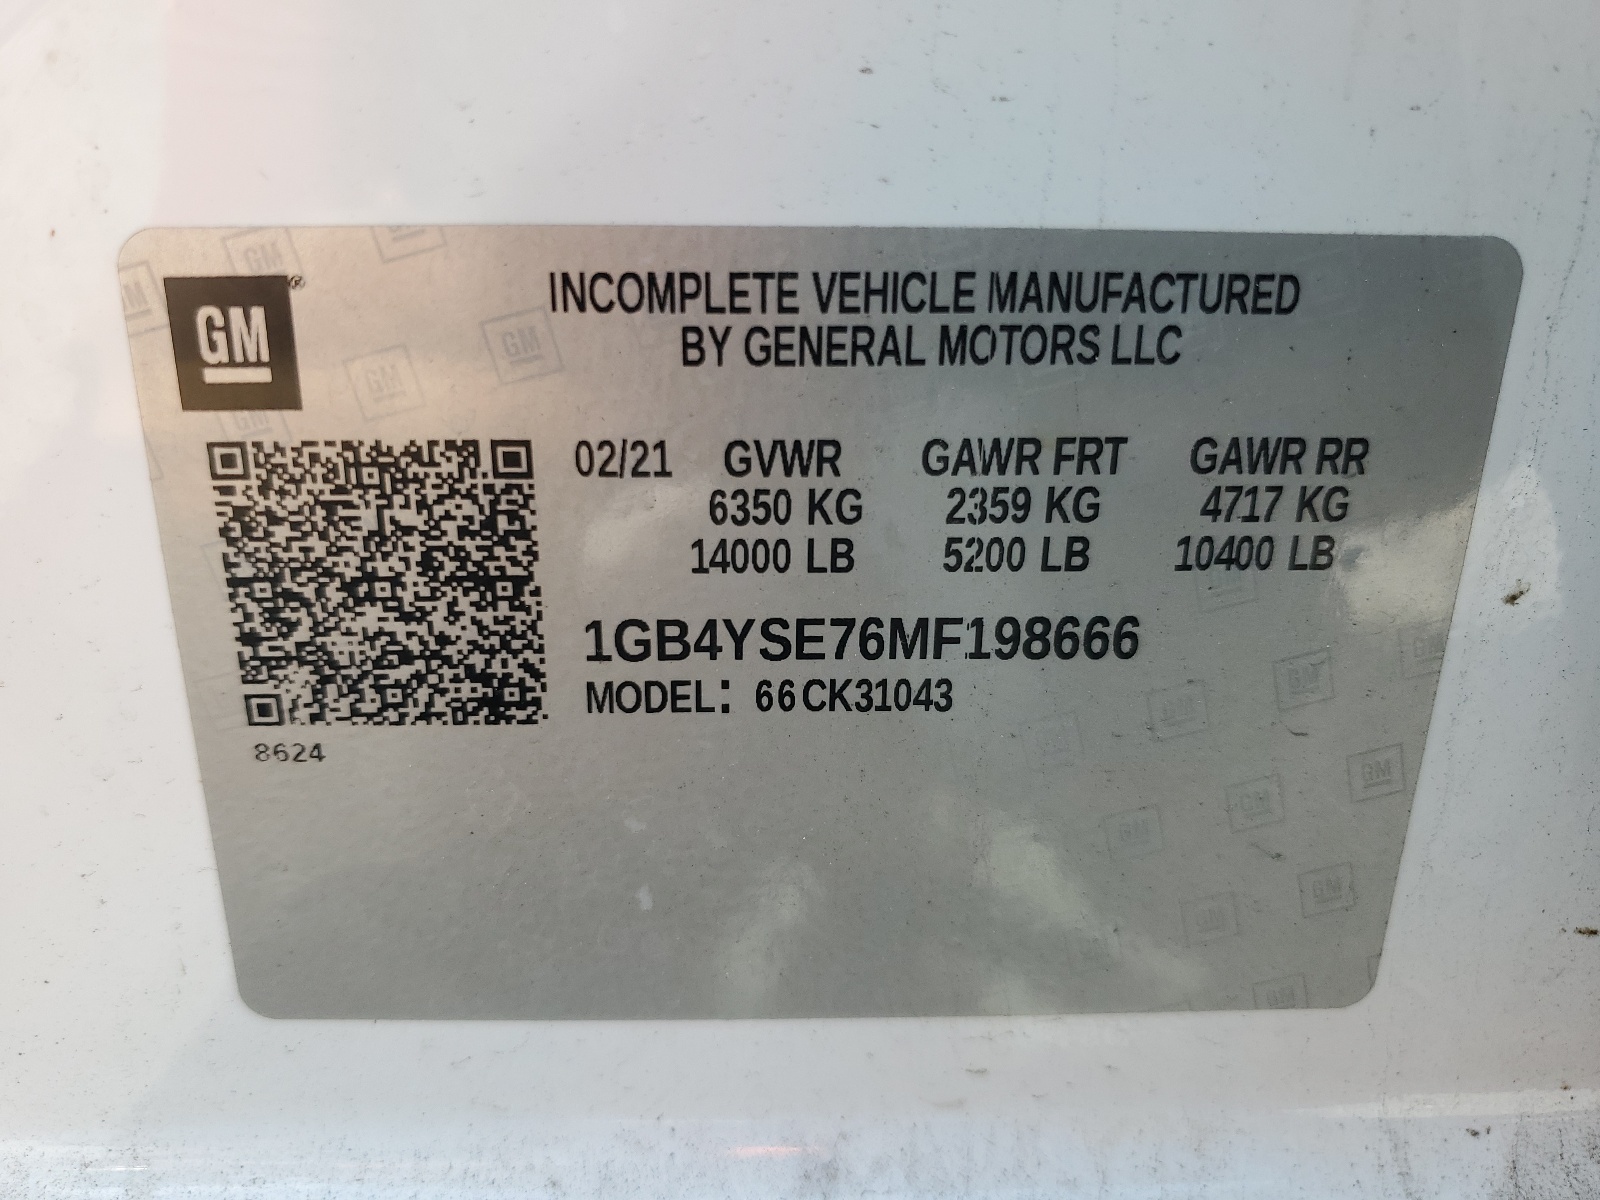 GM®
INCOMPLETE VEHICLE MANUFACTURED
BY GENERAL MOTORS LLC
02/21 GVWR GAWR FRT GAWR RR
6350 KG 2359 KG 4717 KG
14000 LB 5200 LB 10400 LB
1GB4YSE76MF198666
MODEL: 66CK31043
8624